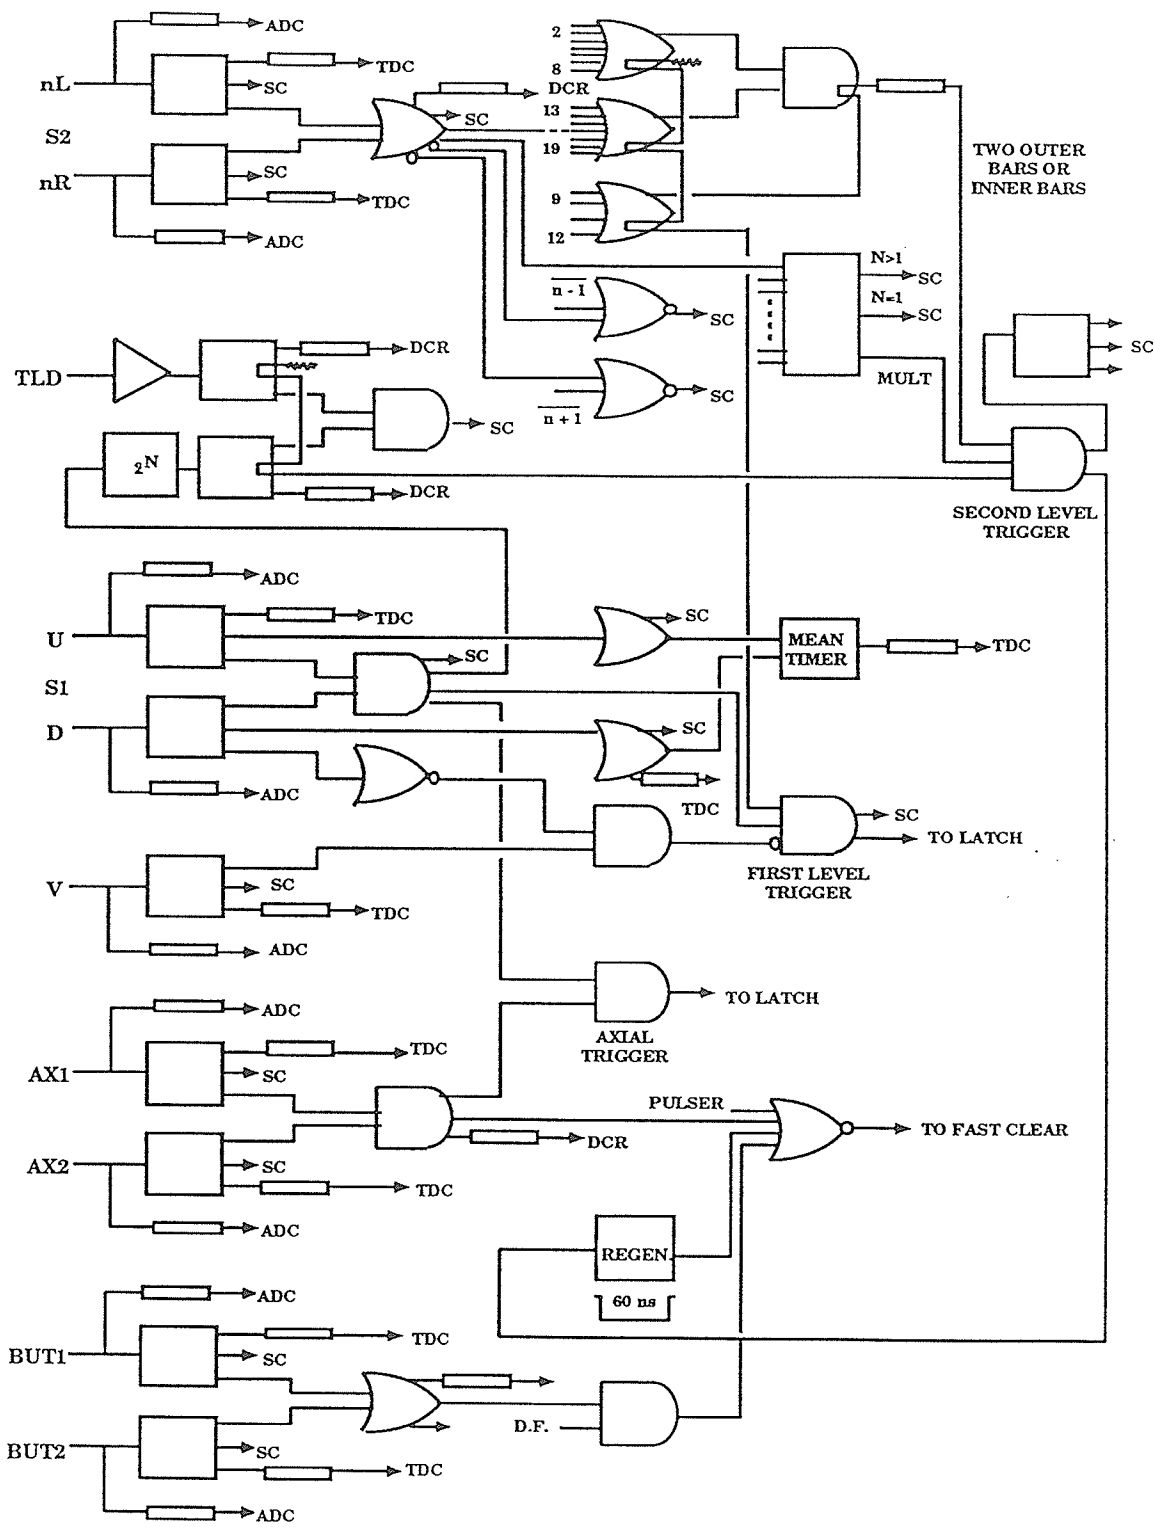 ADC
TDC
nL
SC
S2
nR
SC
TDC
ADC
DCR
SC
2
8
13
19
9
12
TWO OUTER
BARS OR
INNER BARS
N>1
SC
N=1
SC
MULT
n - 1
SC
n + 1
SC
SC
TLD
DCR
SC
2N
DCR
SECOND LEVEL
TRIGGER
ADC
TDC
U
SC
S1
D
ADC
SC
MEAN
TIMER
TDC
SC
TDC
SC
TO LATCH
FIRST LEVEL
TRIGGER
V
SC
TDC
ADC
TO LATCH
AXIAL
TRIGGER
ADC
TDC
AX1
SC
AX2
SC
TDC
ADC
DCR
PULSER
TO FAST CLEAR
REGEN.
60 ns
ADC
TDC
BUT1
SC
BUT2
SC
TDC
ADC
D.F.